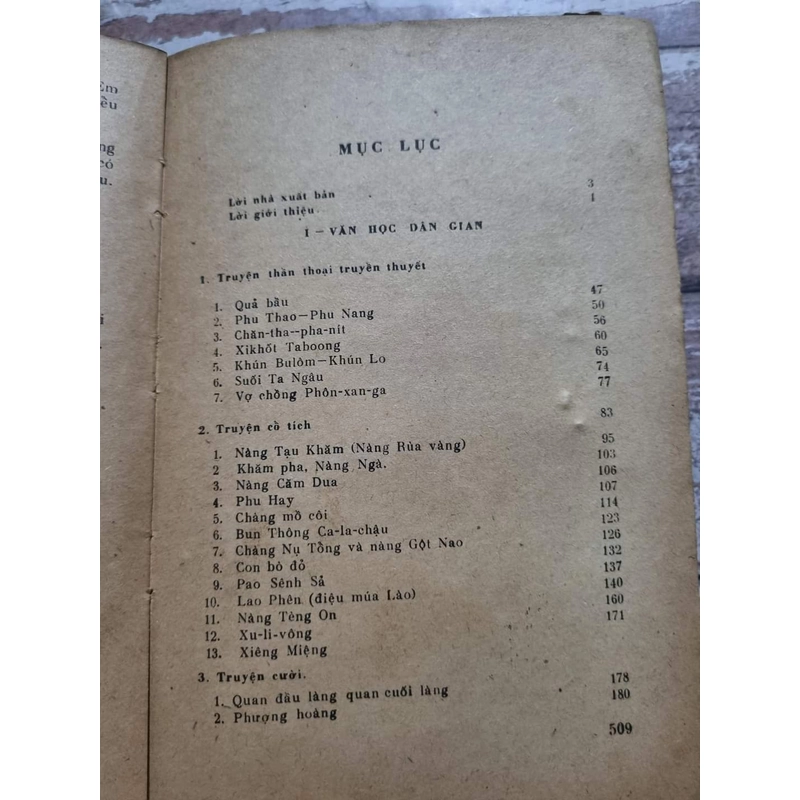 Em
ều
ng
có
u.
i
MỤC LỤC
Lời nhà xuất bản 3
Lời giới thiệu
I – VĂN HỌC DÂN GIAN
1. Truyện thần thoại truyền thuyết
1. Quả bầu 47
2. Phu Thao—Phu Nang 50
3. Chăn-tha--pha-nit 56
4. Xikhốt Taboong 60
5. Khún Bulôm—Khún Lo 65
6. Suối Ta Ngâu 74
7. Vợ chồng Phôn-xan-ga 77
2. Truyện cổ tích 83
1. Nàng Tạu Khăm (Nàng Rùa vàng) 95
2 Khăm pha, Nàng Ngà. 103
3. Nàng Căm Dua 106
4. Phu Hay 107
5. Chàng mồ côi 114
6. Bun Thông Ca-la-chậu 123
7. Chàng Nụ Tổng và nàng Gột Nao 126
8. Con bò đỏ 132
9. Pao Sênh Sả 137
10. Lao Phên (điệu múa Lào) 140
11. Nàng Tèng On 160
12. Xu-li-vông 171
13. Xiêng Miệng
3. Truyện cười.
1. Quan đầu làng quan cuối làng 178
2. Phượng hoàng 180
509